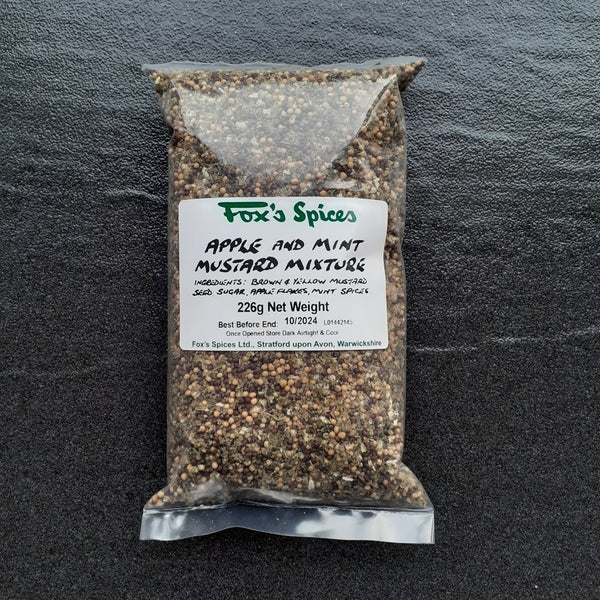 Fox's Spices
APPLE AND MINT
MUSTARD MIXTURE
INGREDIENTS: BROWN & YELLOW MUSTARD
SEED SUGAR, APPLE FLAKES, MINT SPICES
226g Net Weight
Best Before End: 10/2024 L01442145
Once Opened Store Dark Airtight & Cool
Fox's Spices Ltd., Stratford upon Avon, Warwickshire